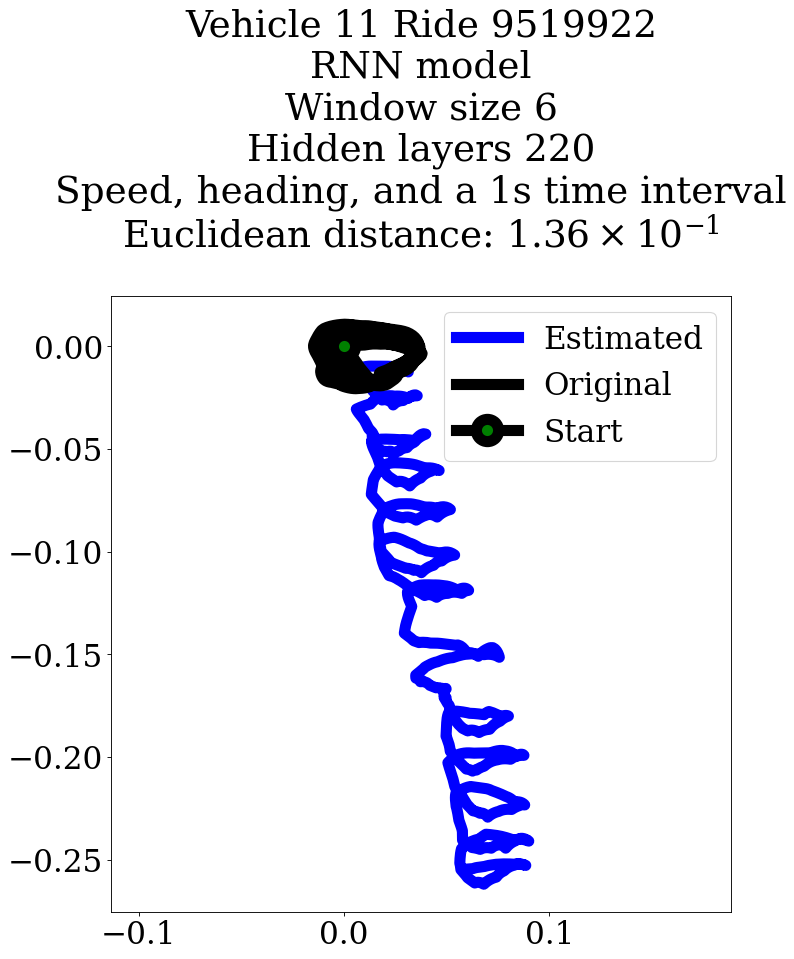 Vehicle 11 Ride 9519922
RNN model
Window size 6
Hidden layers 220
Speed, heading, and a 1s time interval
Euclidean distance: 1.36 × 10⁻¹
Estimated
Original
Start
0.00
−0.05
−0.10
−0.15
−0.20
−0.25
−0.1 0.0 0.1